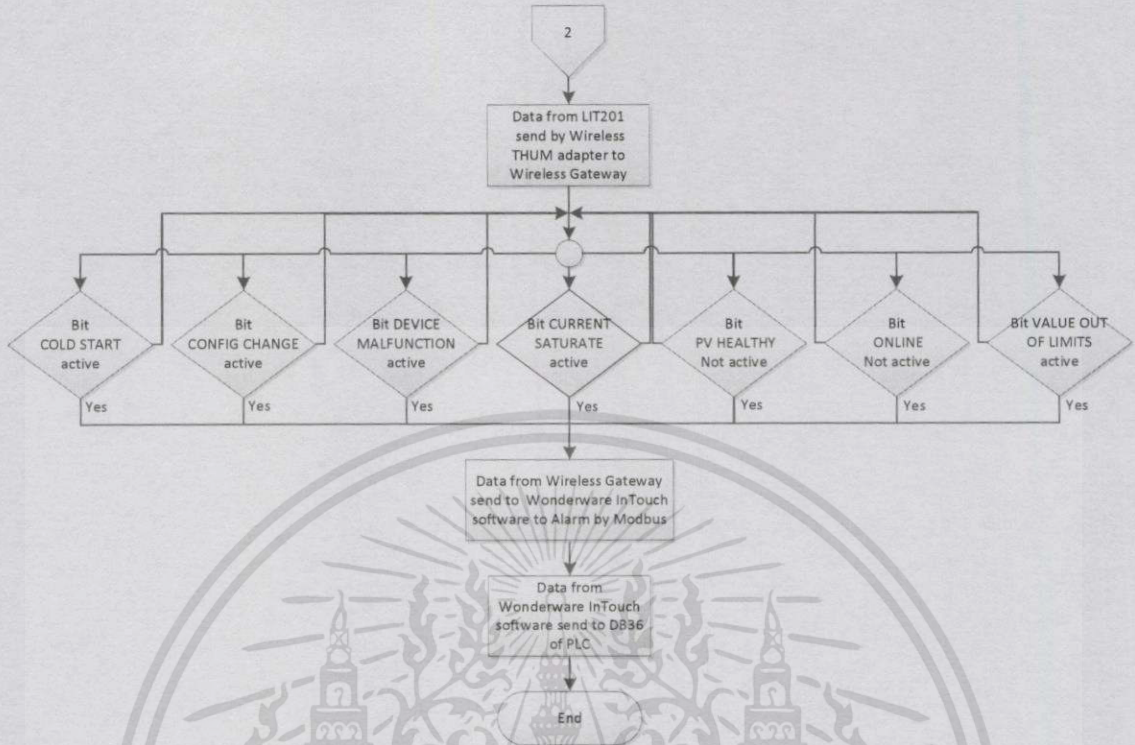 2
Data from LIT201
send by Wireless
THUM adapter to
Wireless Gateway
Bit
COLD START
active
Bit
CONFIG CHANGE
active
Bit DEVICE
MALFUNCTION
active
Bit CURRENT
SATURATE
active
Bit
PV HEALTHY
Not active
Bit
ONLINE
Not active
Bit VALUE OUT
OF LIMITS
active
Yes
Yes
Yes
Yes
Yes
Yes
Yes
Data from Wireless Gateway
send to Wonderware InTouch
software to Alarm by Modbus
Data from
Wonderware InTouch
software send to DB36
of PLC
End